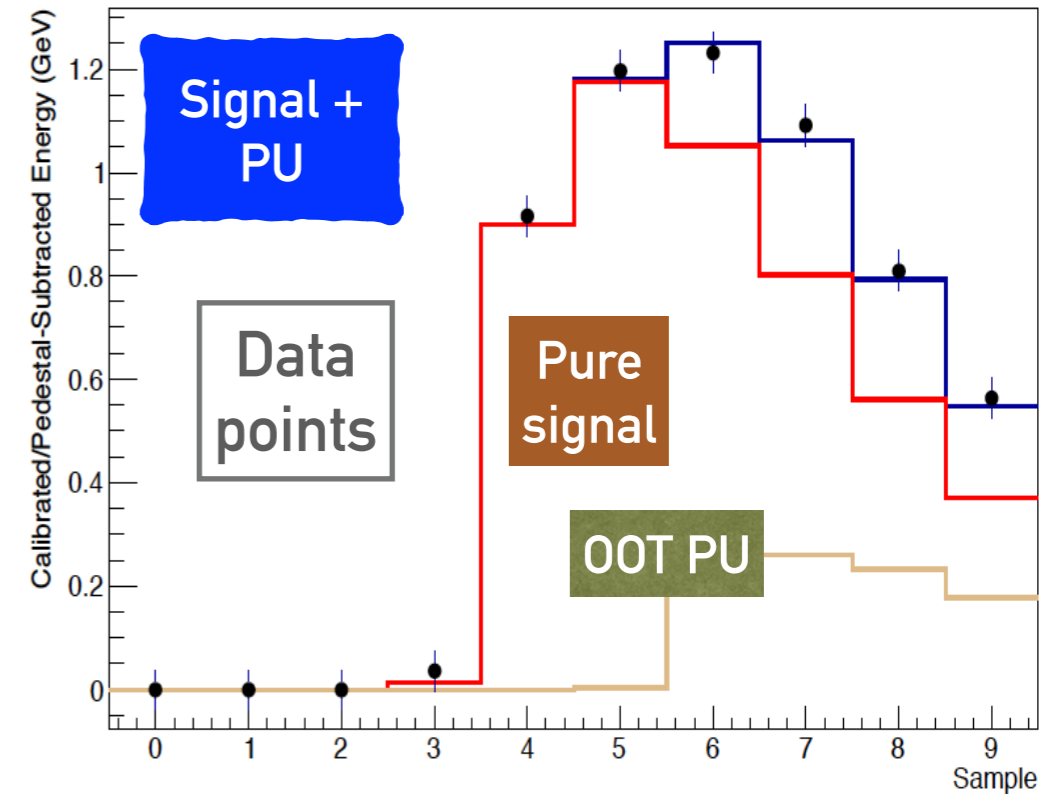 Calibrated/Pedestal-Subtracted Energy (GeV)
1.2
1
0.8
0.6
0.4
0.2
0
Signal +
PU
Data
points
Pure
signal
OOT PU
0 1 2 3 4 5 6 7 8 9
Sample